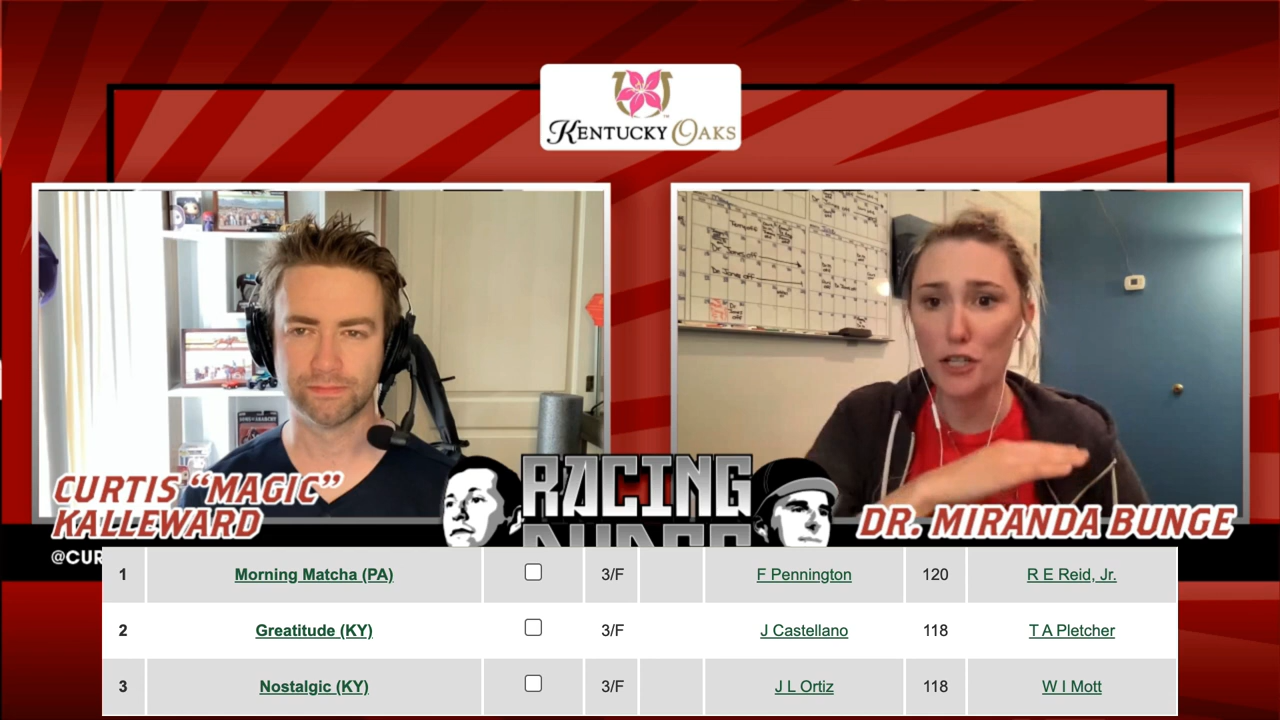 KENTUCKY OAKS
CURTIS “MAGIC”
KALLEWARD
RACING
DR. MIRANDA BUNGE
@CUR
1 Morning Matcha (PA) 3/F F Pennington 120 R E Reid, Jr.
2 Greatitude (KY) 3/F J Castellano 118 T A Pletcher
3 Nostalgic (KY) 3/F J L Ortiz 118 W I Mott